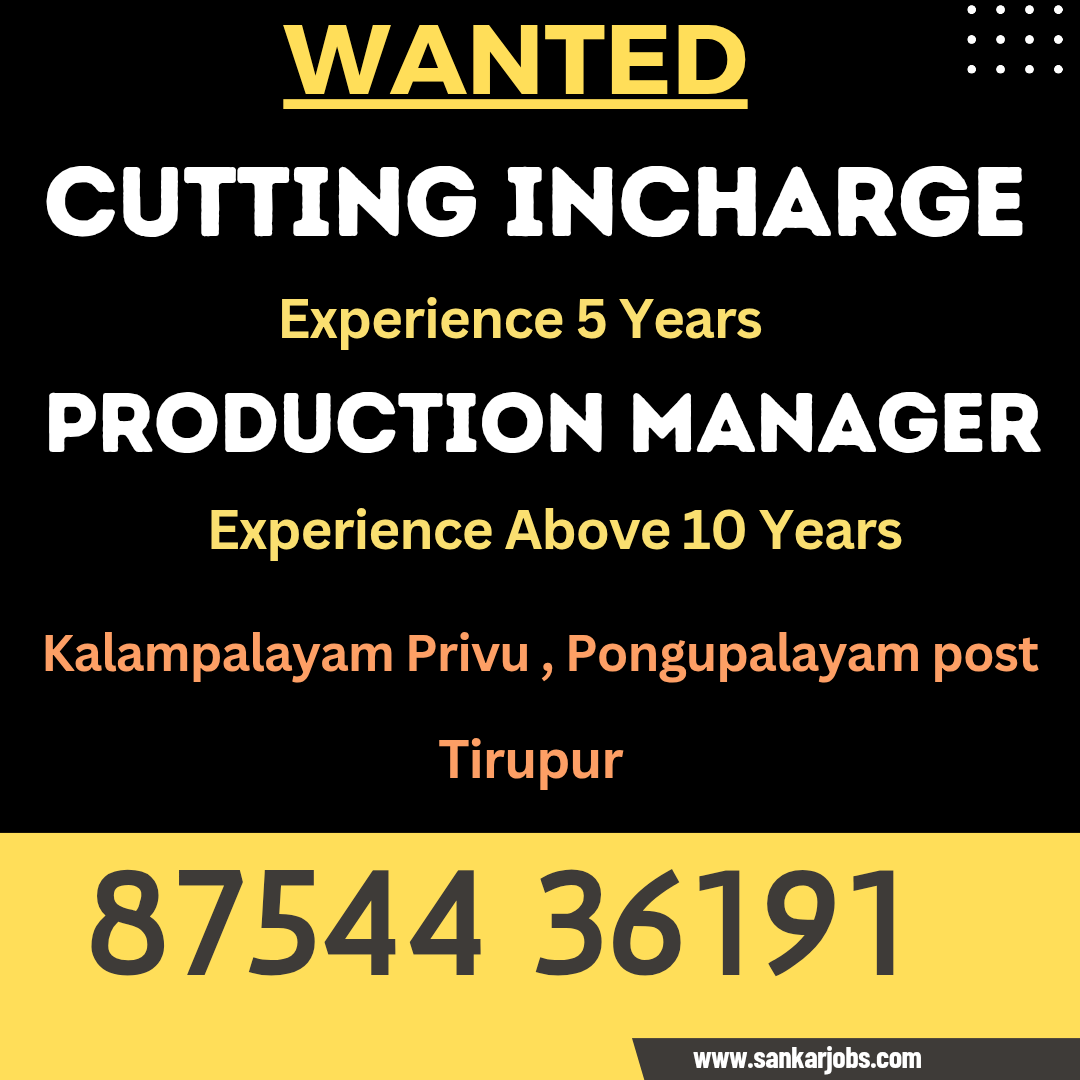 WANTED
CUTTING INCHARGE
Experience 5 Years
PRODUCTION MANAGER
Experience Above 10 Years
Kalampalayam Privu , Pongupalayam post
Tirupur
87544 36191
www.sankarjobs.com